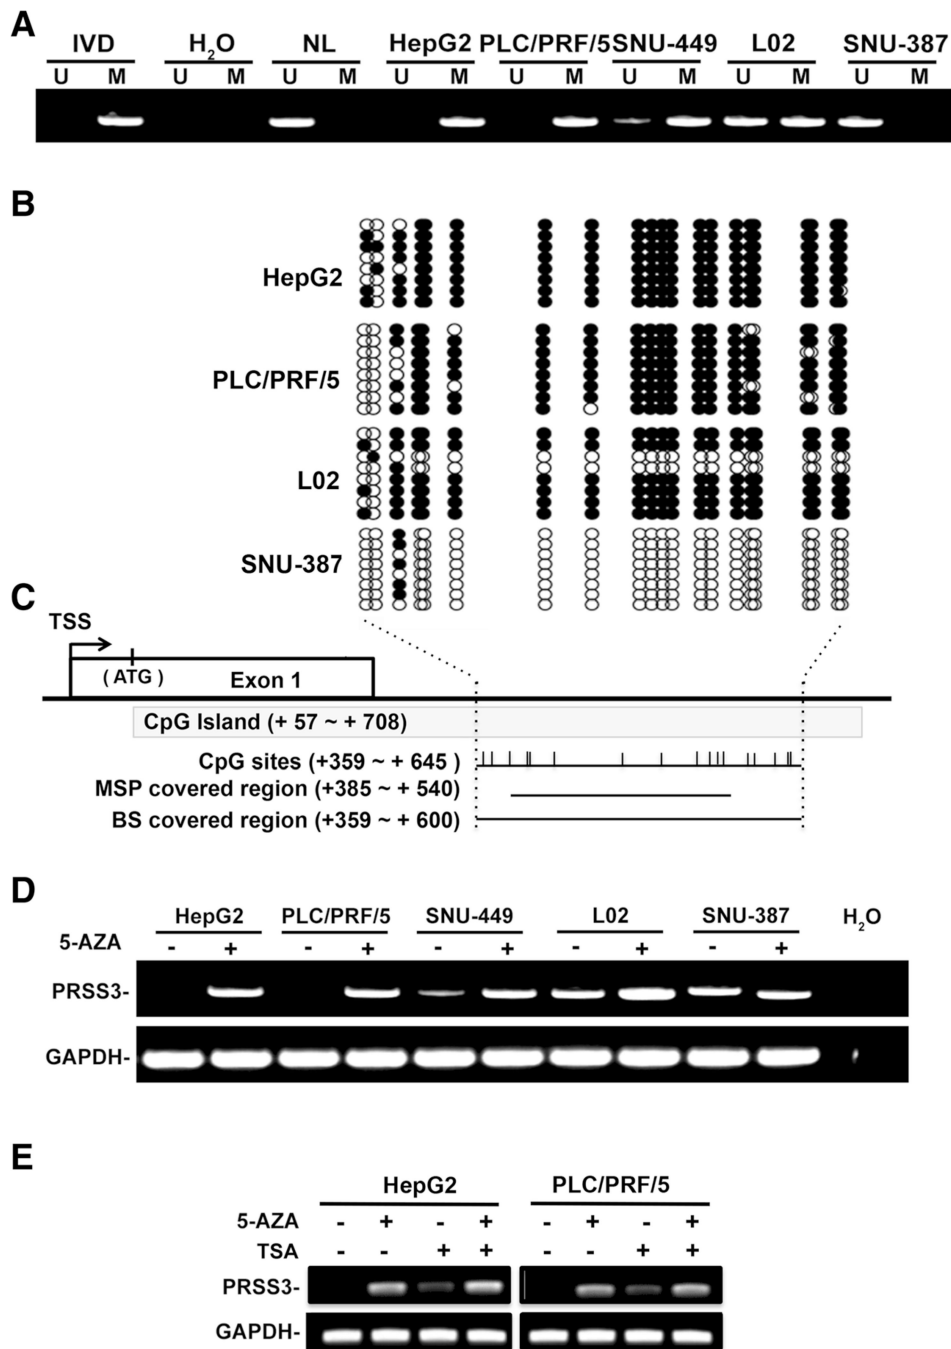 A
IVD H2O NL HepG2 PLC/PRF/5 SNU-449 L02 SNU-387
U M U M U M U M U M U M U M U M
B
HepG2
PLC/PRF/5
L02
SNU-387
C
TSS
(ATG) Exon 1
CpG Island (+ 57 ~ + 708)
CpG sites (+359 ~ + 645 )
MSP covered region (+385 ~ + 540)
BS covered region (+359 ~ + 600)
D
HepG2 PLC/PRF/5 SNU-449 L02 SNU-387 H2O
5-AZA - + - + - + - + - +
PRSS3-
GAPDH-
E
HepG2 PLC/PRF/5
5-AZA - + - + - + - +
TSA - - + + - - + +
PRSS3-
GAPDH-